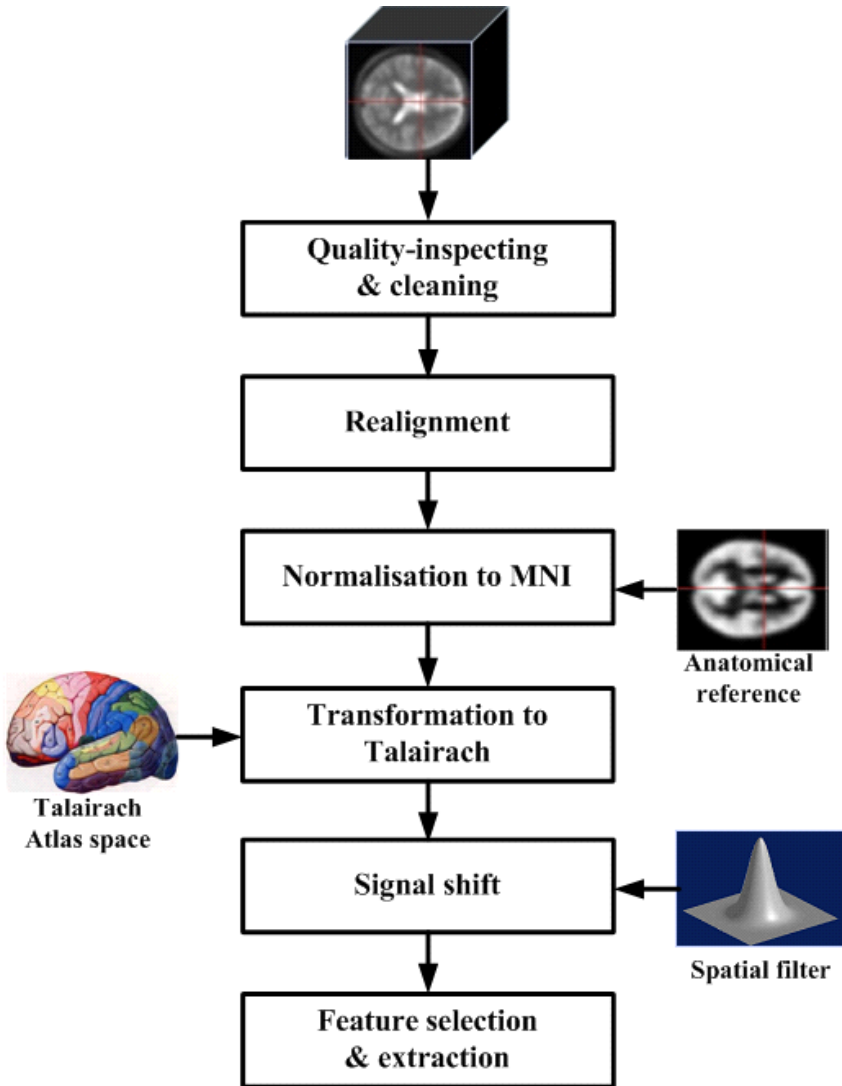 Quality-inspecting
& cleaning
Realignment
Normalisation to MNI
Anatomical
reference
Transformation to
Talairach
Talairach
Atlas space
Signal shift
Spatial filter
Feature selection
& extraction